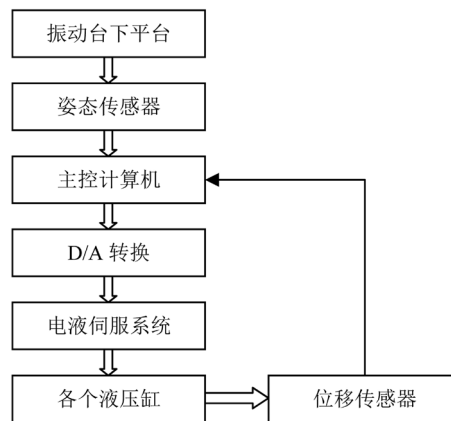 振动台下平台
姿态传感器
主控计算机
D/A 转换
电液伺服系统
各个液压缸
位移传感器